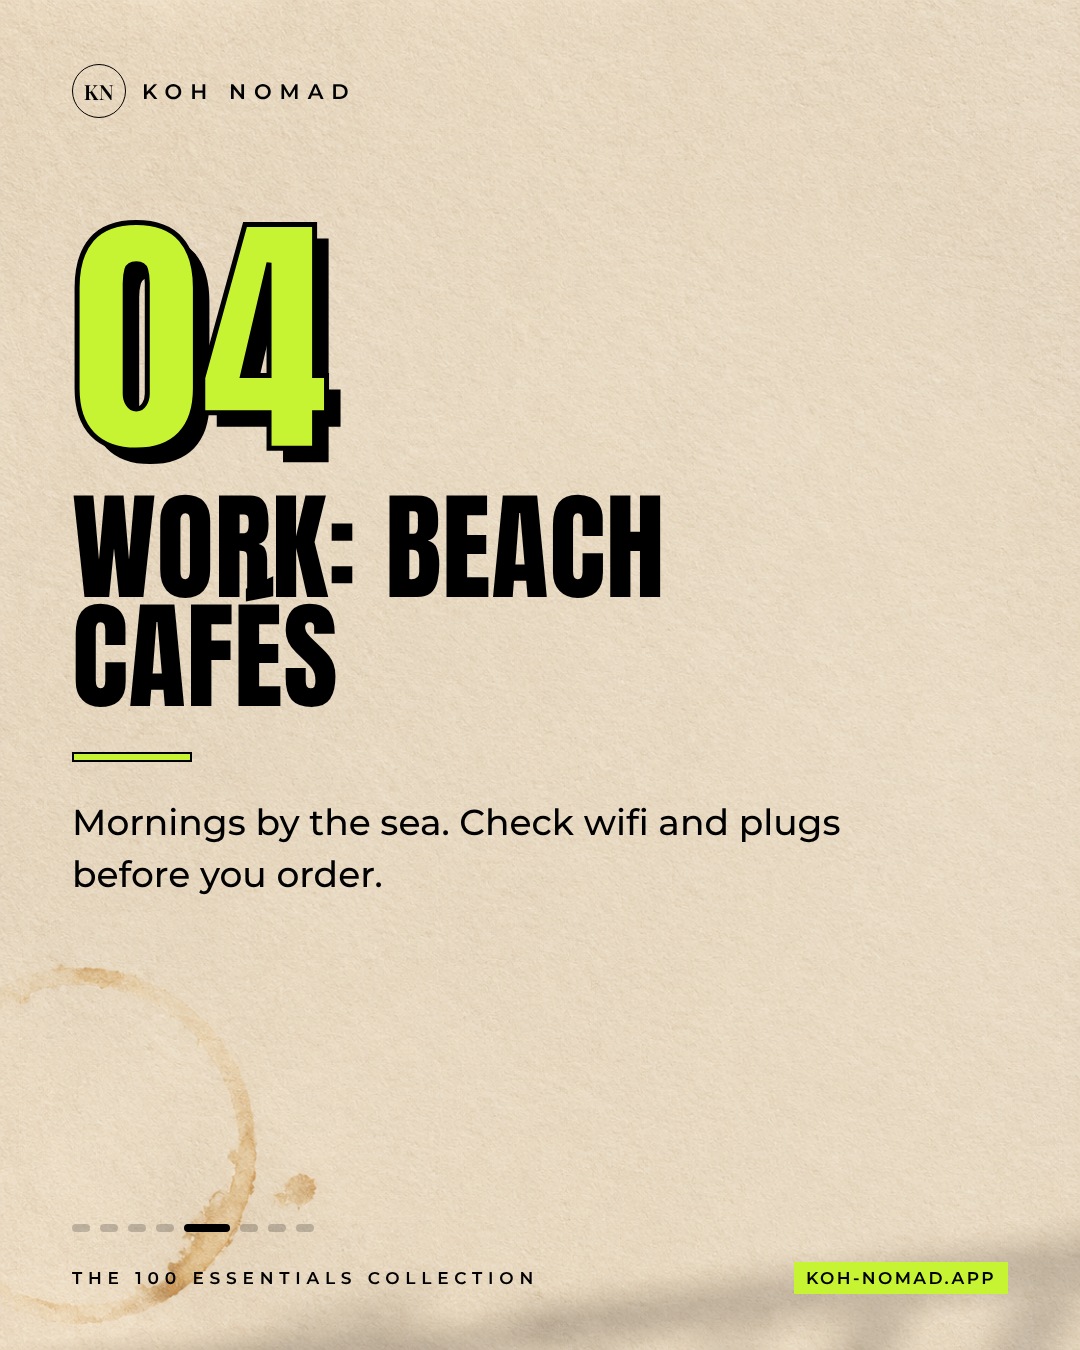 KN KOH NOMAD
04
WORK: BEACH
CAFÉS
Mornings by the sea. Check wifi and plugs
before you order.
THE 100 ESSENTIALS COLLECTION
KOH-NOMAD.APP